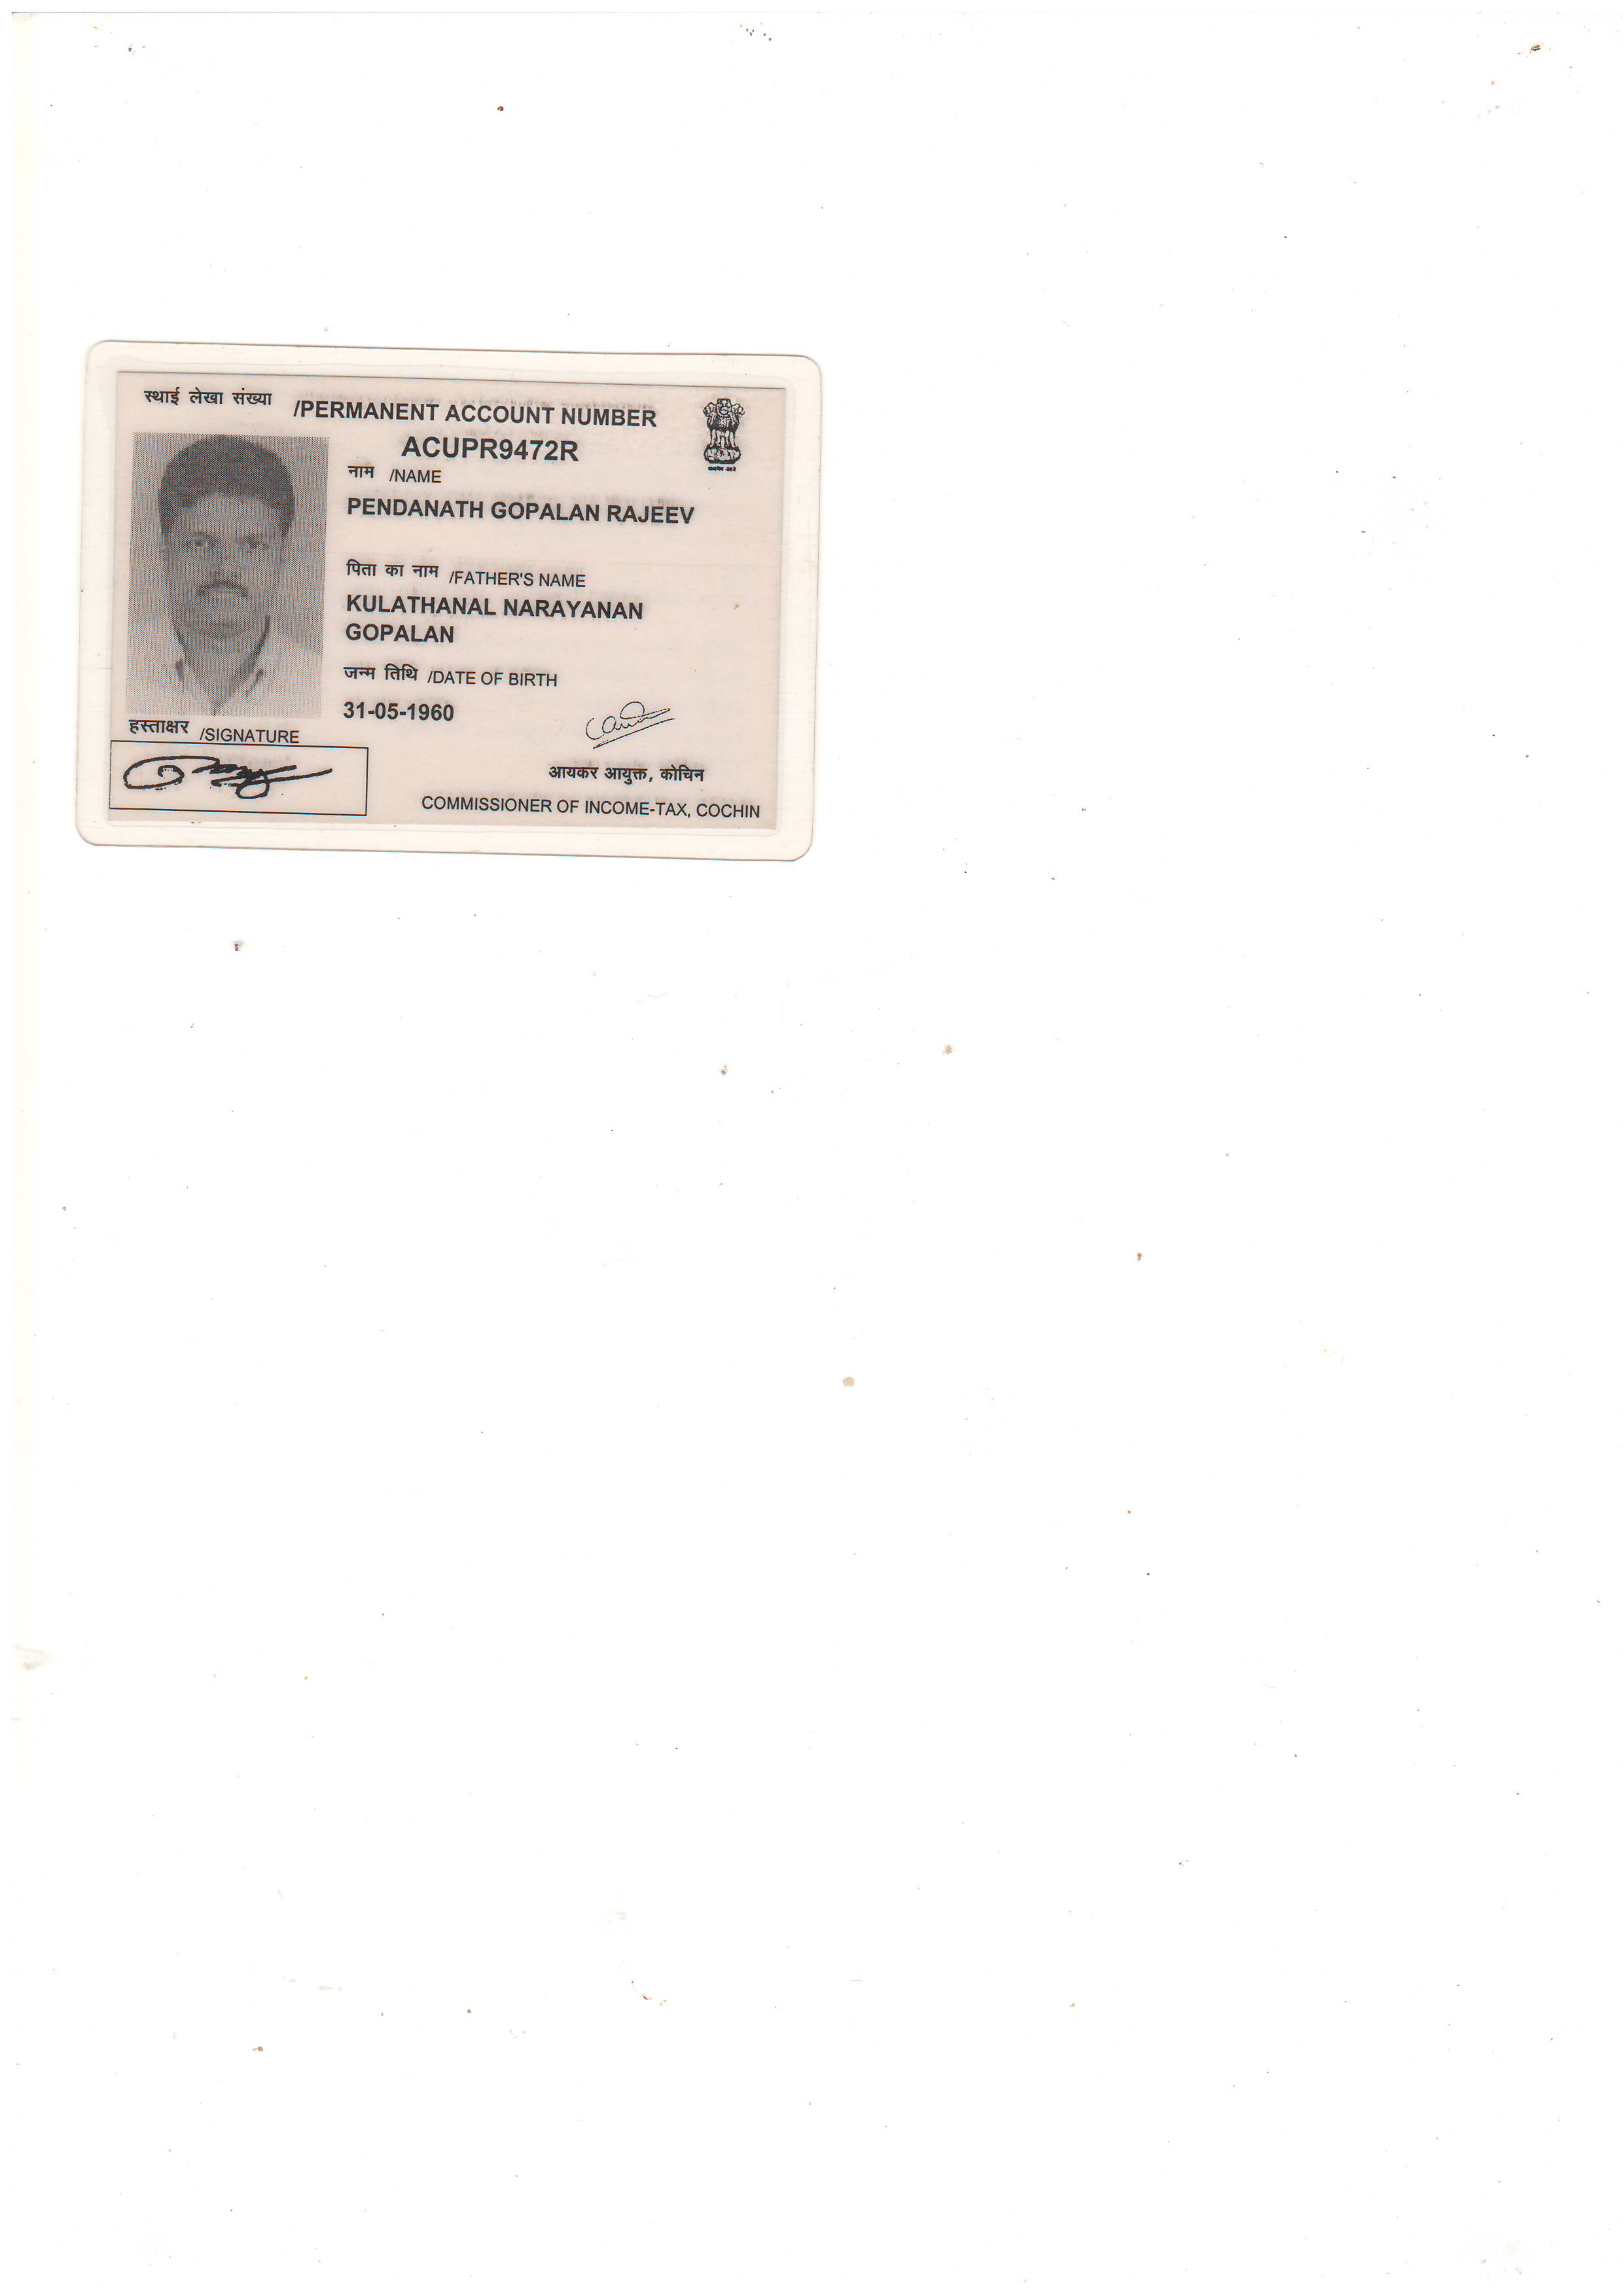 स्थाई लेखा संख्या /PERMANENT ACCOUNT NUMBER
ACUPR9472R
नाम /NAME
PENDANATH GOPALAN RAJEEV
पिता का नाम /FATHER'S NAME
KULATHANAL NARAYANAN
GOPALAN
जन्म तिथि /DATE OF BIRTH
31-05-1960
हस्ताक्षर /SIGNATURE
आयकर आयुक्त, कोचिन
COMMISSIONER OF INCOME-TAX, COCHIN